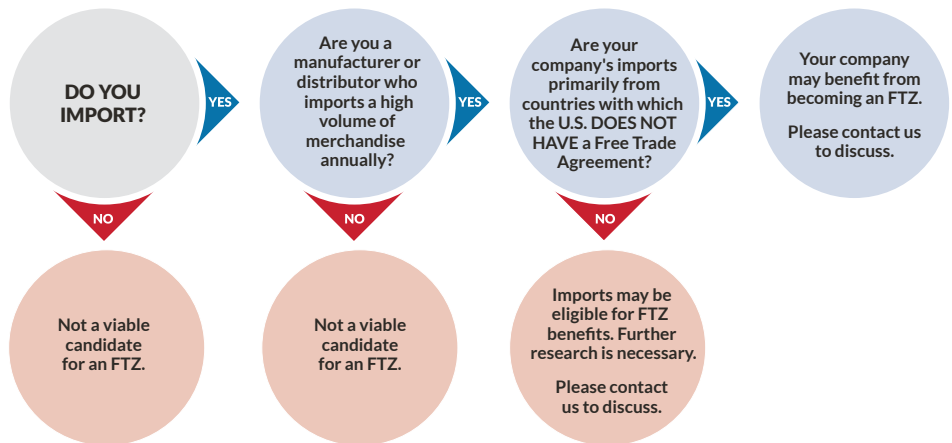 DO YOU
IMPORT?
YES
Are you a
manufacturer or
distributor who
imports a high
volume of
merchandise
annually?
YES
Are your
company's imports
primarily from
countries with which
the U.S. DOES NOT
HAVE a Free Trade
Agreement?
YES
Your company
may benefit from
becoming an FTZ.
Please contact us
to discuss.
NO
NO
NO
Not a viable
candidate
for an FTZ.
Not a viable
candidate
for an FTZ.
Imports may be
eligible for FTZ
benefits. Further
research is necessary.
Please contact
us to discuss.